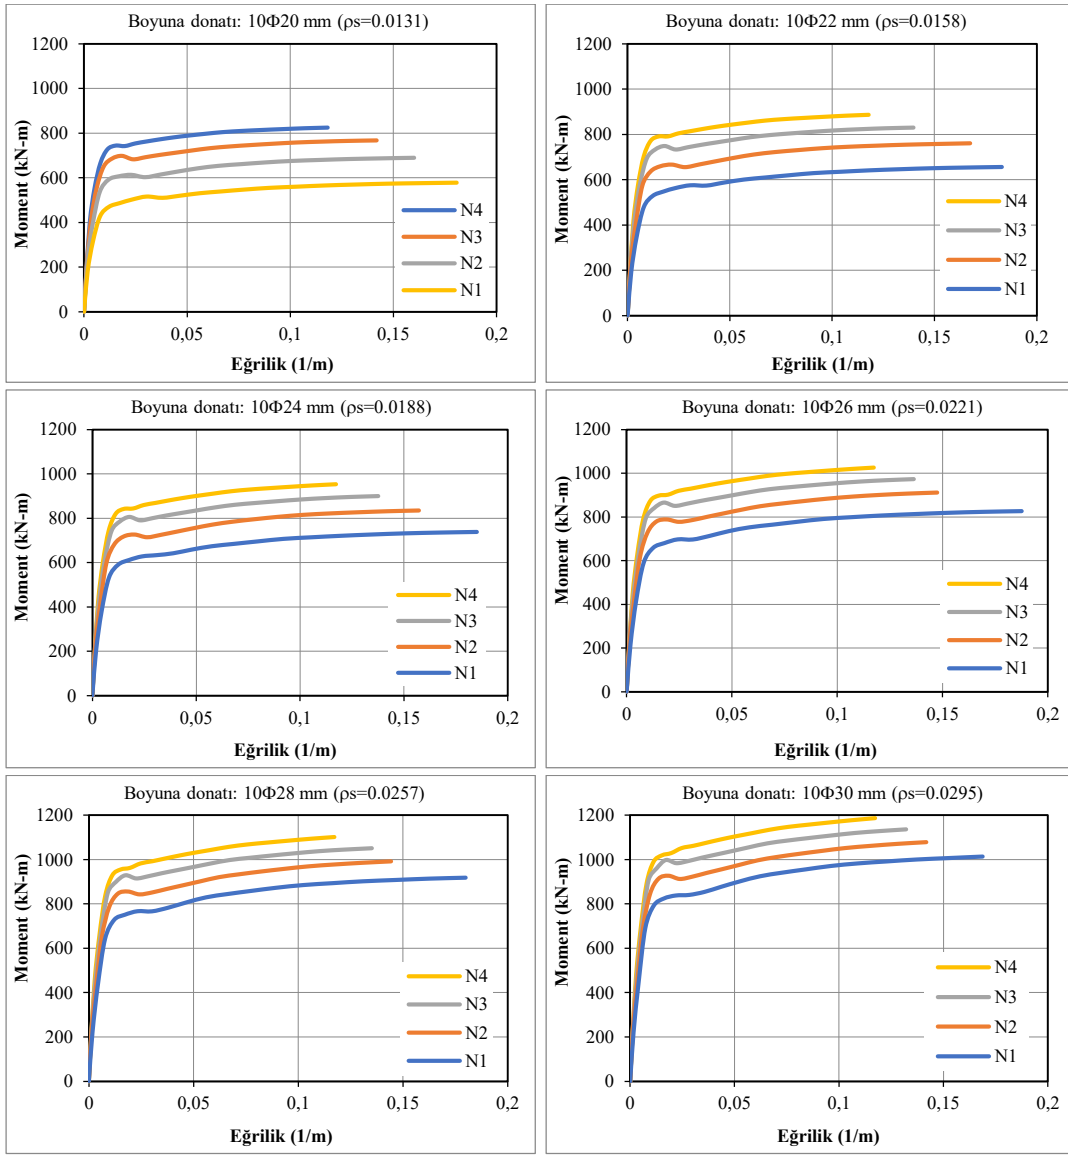 Boyuna donatı: 10Φ20 mm (ρs=0.0131)
Moment (kN-m)
1200
1000
800
600
400
200
0
N4
N3
N2
N1
0 0,05 0,1 0,15 0,2
Eğrilik (1/m)
Boyuna donatı: 10Φ22 mm (ρs=0.0158)
Moment (kN-m)
1200
1000
800
600
400
200
0
N4
N3
N2
N1
0 0,05 0,1 0,15 0,2
Eğrilik (1/m)
Boyuna donatı: 10Φ24 mm (ρs=0.0188)
Moment (kN-m)
1200
1000
800
600
400
200
0
N4
N3
N2
N1
0 0,05 0,1 0,15 0,2
Eğrilik (1/m)
Boyuna donatı: 10Φ26 mm (ρs=0.0221)
Moment (kN-m)
1200
1000
800
600
400
200
0
N4
N3
N2
N1
0 0,05 0,1 0,15 0,2
Eğrilik (1/m)
Boyuna donatı: 10Φ28 mm (ρs=0.0257)
Moment (kN-m)
1200
1000
800
600
400
200
0
N4
N3
N2
N1
0 0,05 0,1 0,15 0,2
Eğrilik (1/m)
Boyuna donatı: 10Φ30 mm (ρs=0.0295)
Moment (kN-m)
1200
1000
800
600
400
200
0
N4
N3
N2
N1
0 0,05 0,1 0,15 0,2
Eğrilik (1/m)